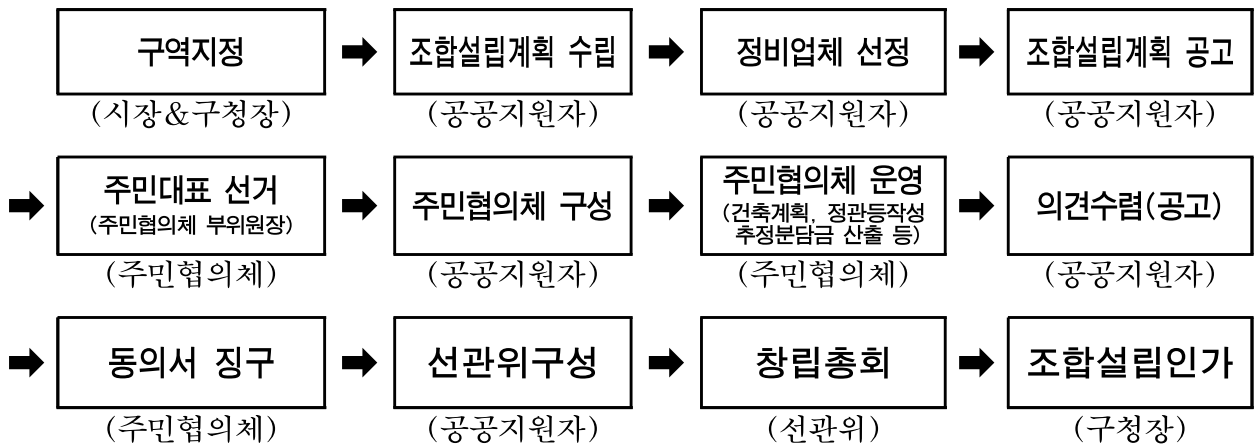 구역지정 ➡ 조합설립계획 수립 ➡ 정비업체 선정 ➡ 조합설립계획 공고
(시장&구청장) (공공지원자) (공공지원자) (공공지원자)
➡ 주민대표 선거 ➡ 주민협의체 구성 ➡ 주민협의체 운영 ➡ 의견수렴(공고)
(주민협의체 부위원장) (건축계획, 정관등작성
추정분담금 산출 등)
(주민협의체) (공공지원자) (주민협의체) (공공지원자)
➡ 동의서 징구 ➡ 선관위구성 ➡ 창립총회 ➡ 조합설립인가
(주민협의체) (공공지원자) (선관위) (구청장)